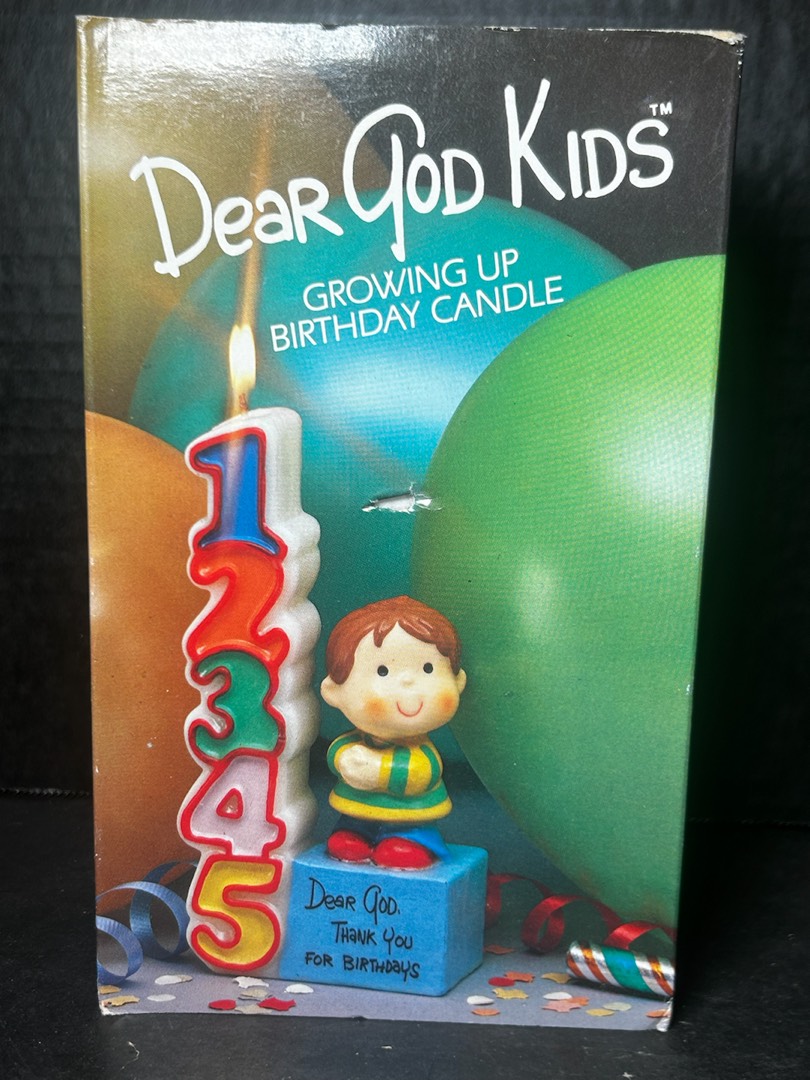 Dear God Kids™
GROWING UP
BIRTHDAY CANDLE
1
2
3
4
5
Dear God,
Thank You
for Birthdays